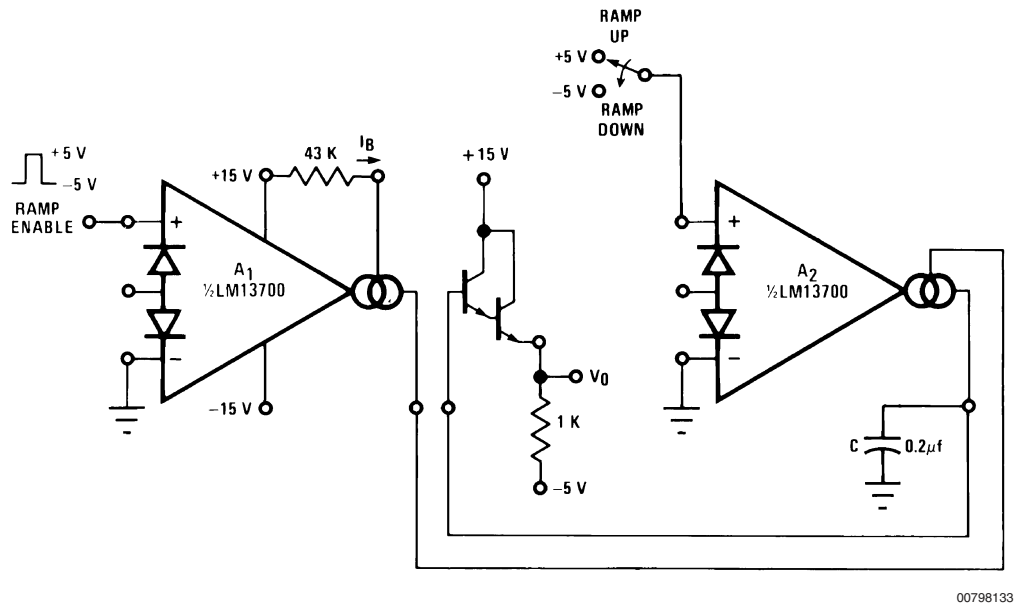 RAMP
UP
+5 V
−5 V
RAMP
DOWN
+5 V
−5 V
RAMP
ENABLE
+15 V
43 K
IB
+
A1
½LM13700
−
−15 V
+15 V
V0
1 K
−5 V
+
A2
½LM13700
−
C
0.2μf
00798133